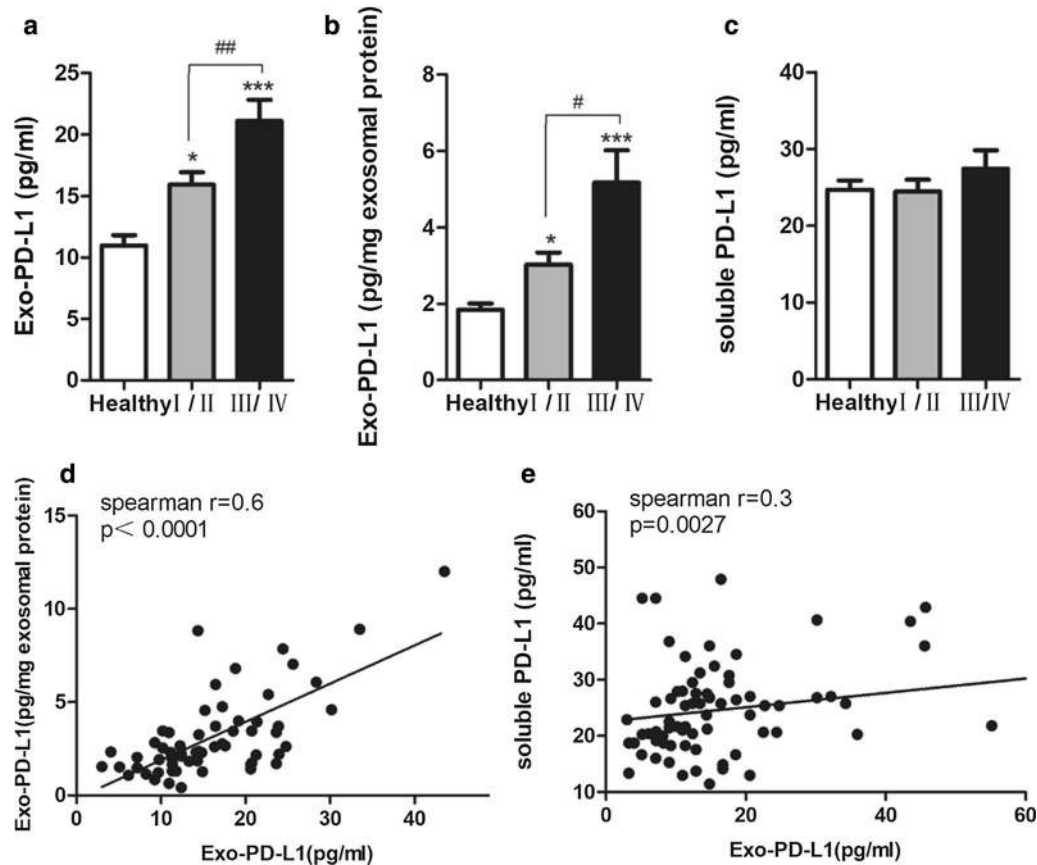 a
##
***
*
25
20
15
10
5
0
Exo-PD-L1 (pg/ml)
Healthy Ⅰ / Ⅱ Ⅲ/ Ⅳ
b
#
***
*
8
6
4
2
0
Exo-PD-L1 (pg/mg exosomal protein)
Healthy Ⅰ / Ⅱ Ⅲ/ Ⅳ
c
40
30
20
10
0
soluble PD-L1 (pg/ml)
Healthy Ⅰ / Ⅱ Ⅲ/Ⅳ
d
spearman r=0.6
p< 0.0001
15
10
5
0
Exo-PD-L1(pg/mg exosomal protein)
0 10 20 30 40
Exo-PD-L1(pg/ml)
e
spearman r=0.3
p=0.0027
60
50
40
30
20
10
soluble PD-L1 (pg/ml)
0 20 40 60
Exo-PD-L1(pg/ml)